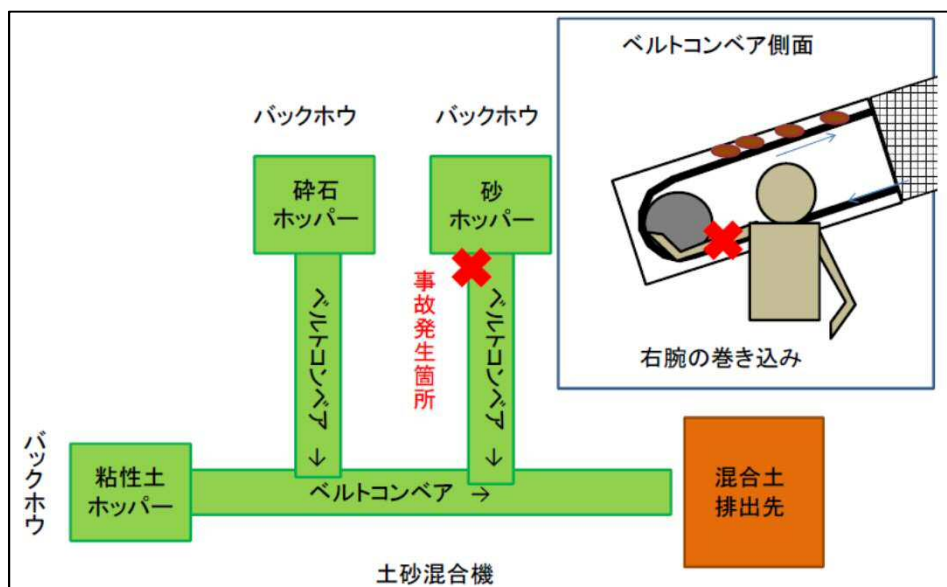 ベルトコンベア側面
バックホウ
バックホウ
砕石
ホッパー
砂
ホッパー
事故発生箇所
ベルトコンベア→
ベルトコンベア→
右腕の巻き込み
バックホウ
粘性土
ホッパー
ベルトコンベア →
混合土
排出先
土砂混合機